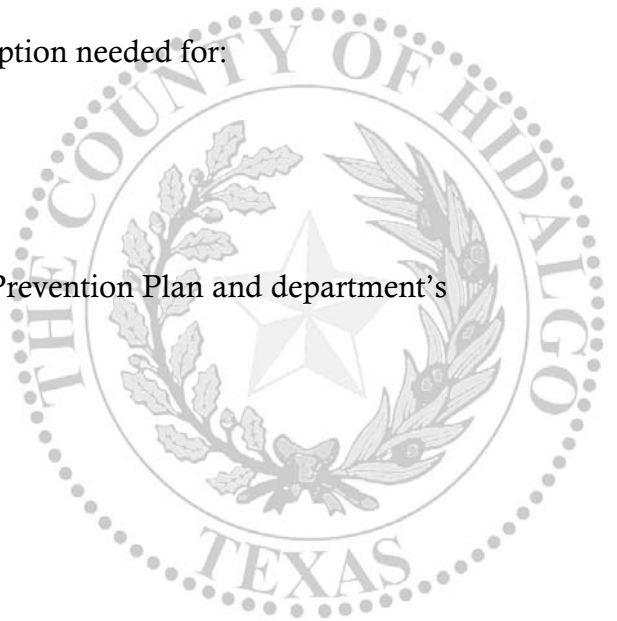 ption needed for:
Prevention Plan and department's
THE COUNTY OF HIDALGO
TEXAS